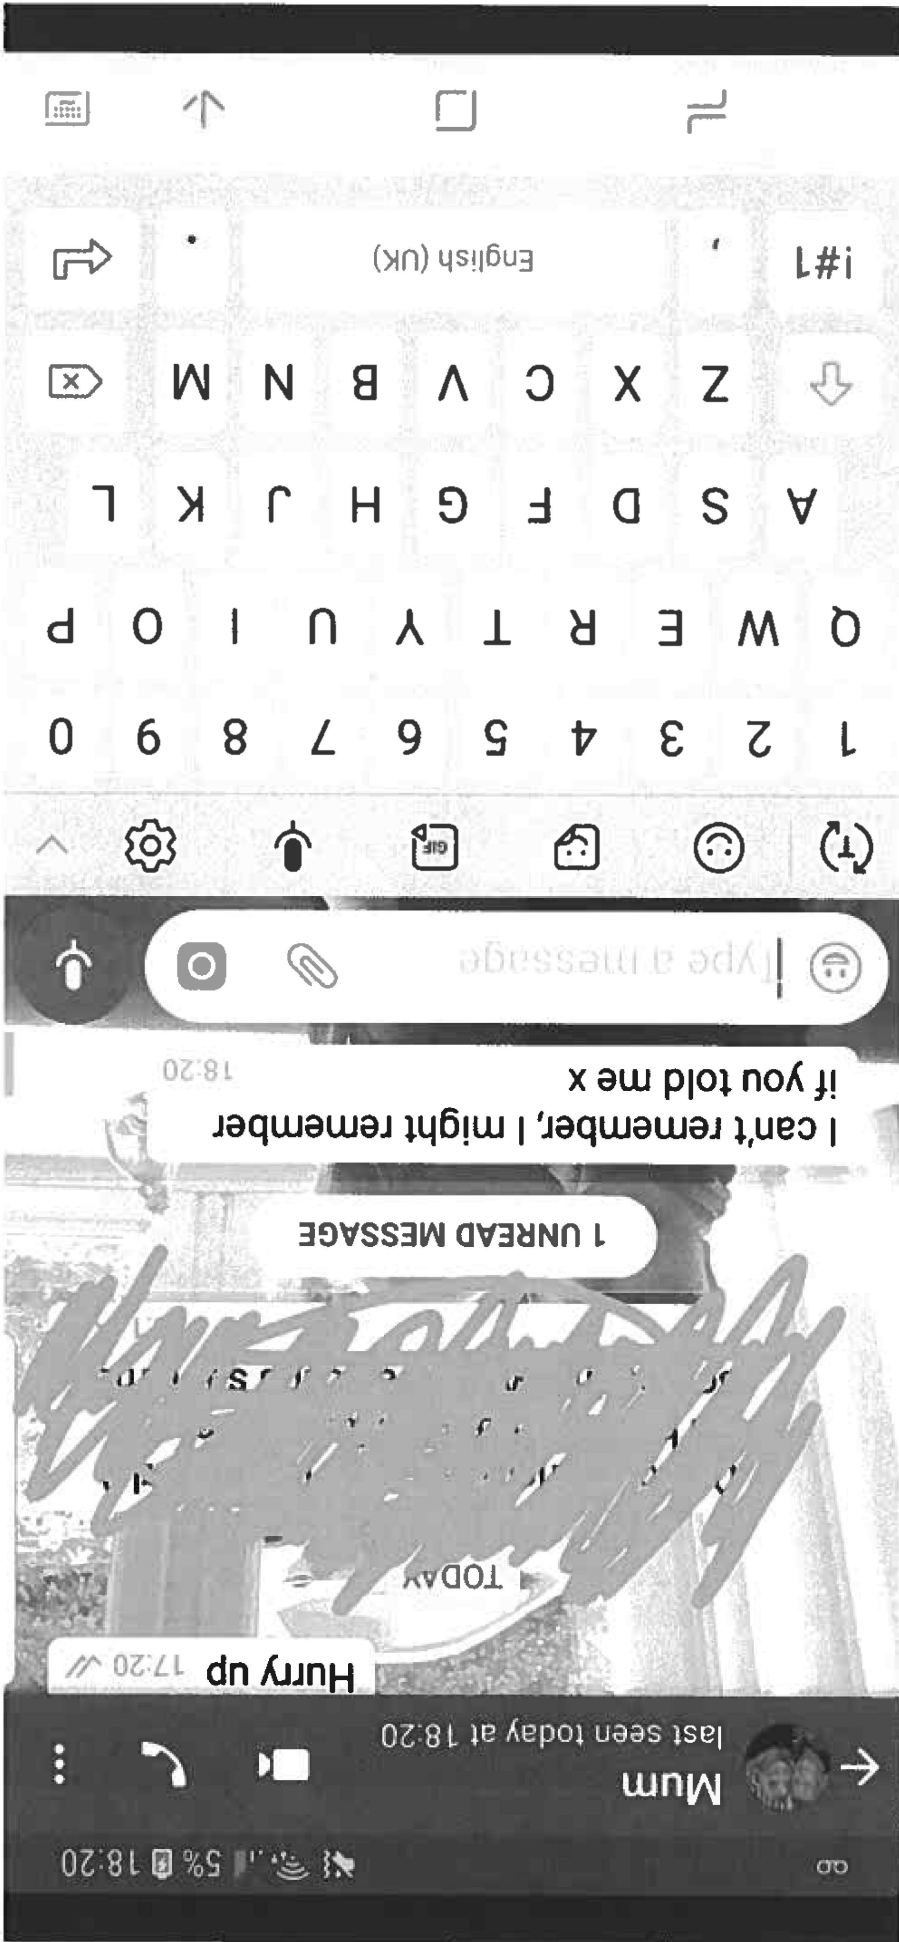 5% 18:20
Mum
last seen today at 18:20
Hurry up 17:20
TODAY
1 UNREAD MESSAGE
I can't remember, I might remember
if you told me x
18:20
Type a message
GIF
1 2 3 4 5 6 7 8 9 0
Q W E R T Y U I O P
A S D F G H J K L
Z X C V B N M
!#1 , English (UK) .